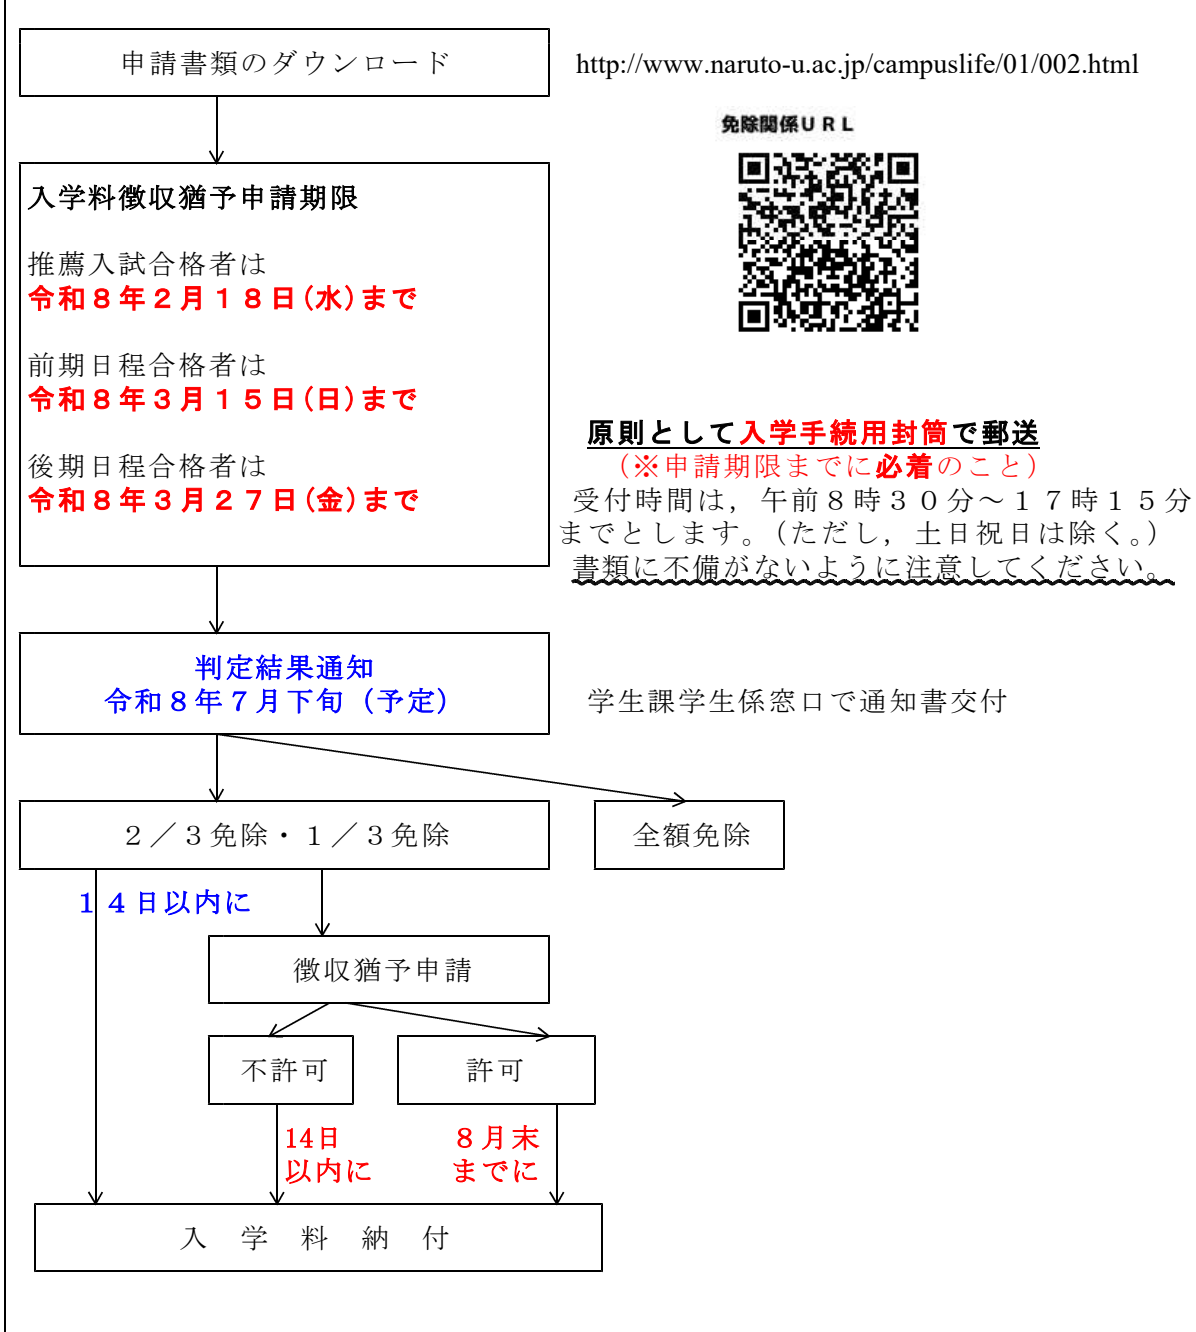 申請書類のダウンロード
http://www.naruto-u.ac.jp/campuslife/01/002.html
免除関係ＵＲＬ
入学料徴収猶予申請期限
推薦入試合格者は
令和８年２月１８日(水)まで
前期日程合格者は
令和８年３月１５日(日)まで
後期日程合格者は
令和８年３月２７日(金)まで
原則として入学手続用封筒で郵送
（※申請期限までに必着のこと）
受付時間は，午前８時３０分～１７時１５分
までとします。（ただし，土日祝日は除く。）
書類に不備がないように注意してください。
判定結果通知
令和８年７月下旬（予定）
学生課学生係窓口で通知書交付
２／３免除・１／３免除
全額免除
１４日以内に
徴収猶予申請
不許可
許可
14日
以内に
８月末
までに
入　学　料　納　付